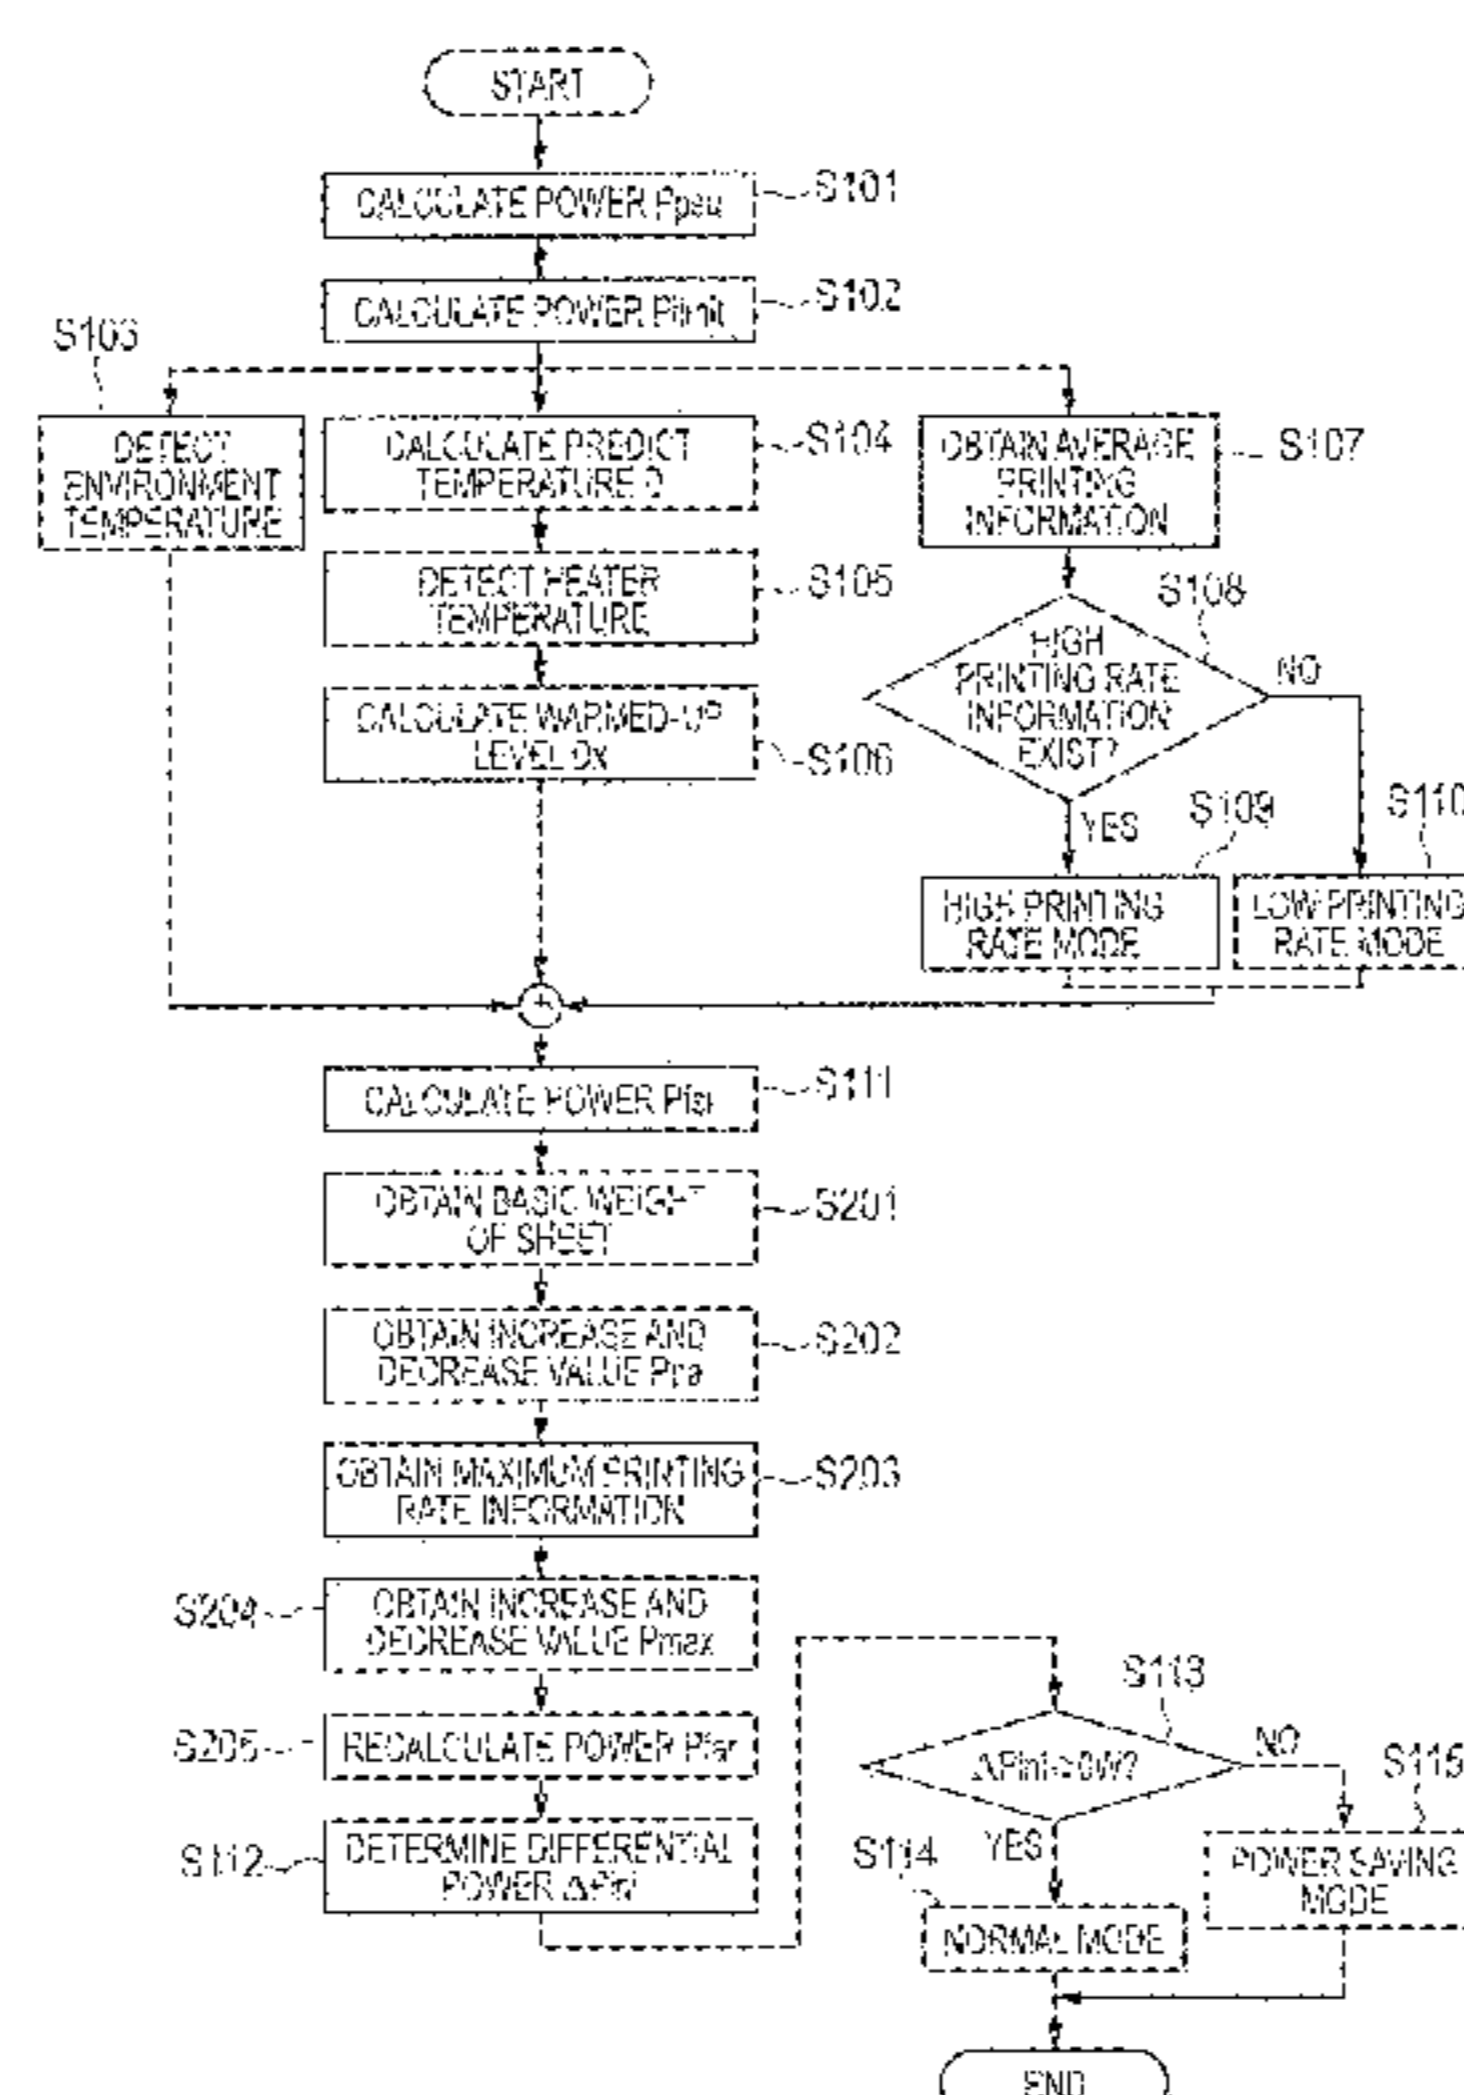 START
CALCULATE POWER Ppsu
S101
CALCULATE POWER Plimit
S102
S103
DETECT
ENVIRONMENT
TEMPERATURE
CALCULATE PREDICT
TEMPERATURE D
S104
OBTAIN AVERAGE
PRINTING
INFORMATION
S107
DETECT HEATER
TEMPERATURE
S105
S108
HIGH
PRINTING RATE
INFORMATION
EXIST?
NO
YES
CALCULATE WARMED-UP
LEVEL Dx
S106
S109
S110
HIGH PRINTING
RATE MODE
LOW PRINTING
RATE MODE
+
CALCULATE POWER Pfsr
S111
OBTAIN BASIC WEIGHT
OF SHEET
S201
OBTAIN INCREASE AND
DECREASE VALUE Ppa
S202
OBTAIN MAXIMUM PRINTING
RATE INFORMATION
S203
S204
OBTAIN INCREASE AND
DECREASE VALUE Pmax
S205
RECALCULATE POWER Pfsr
S112
DETERMINE DIFFERENTIAL
POWER
S113
NO
YES
S114
NORMAL MODE
S115
POWER SAVING
MODE
END